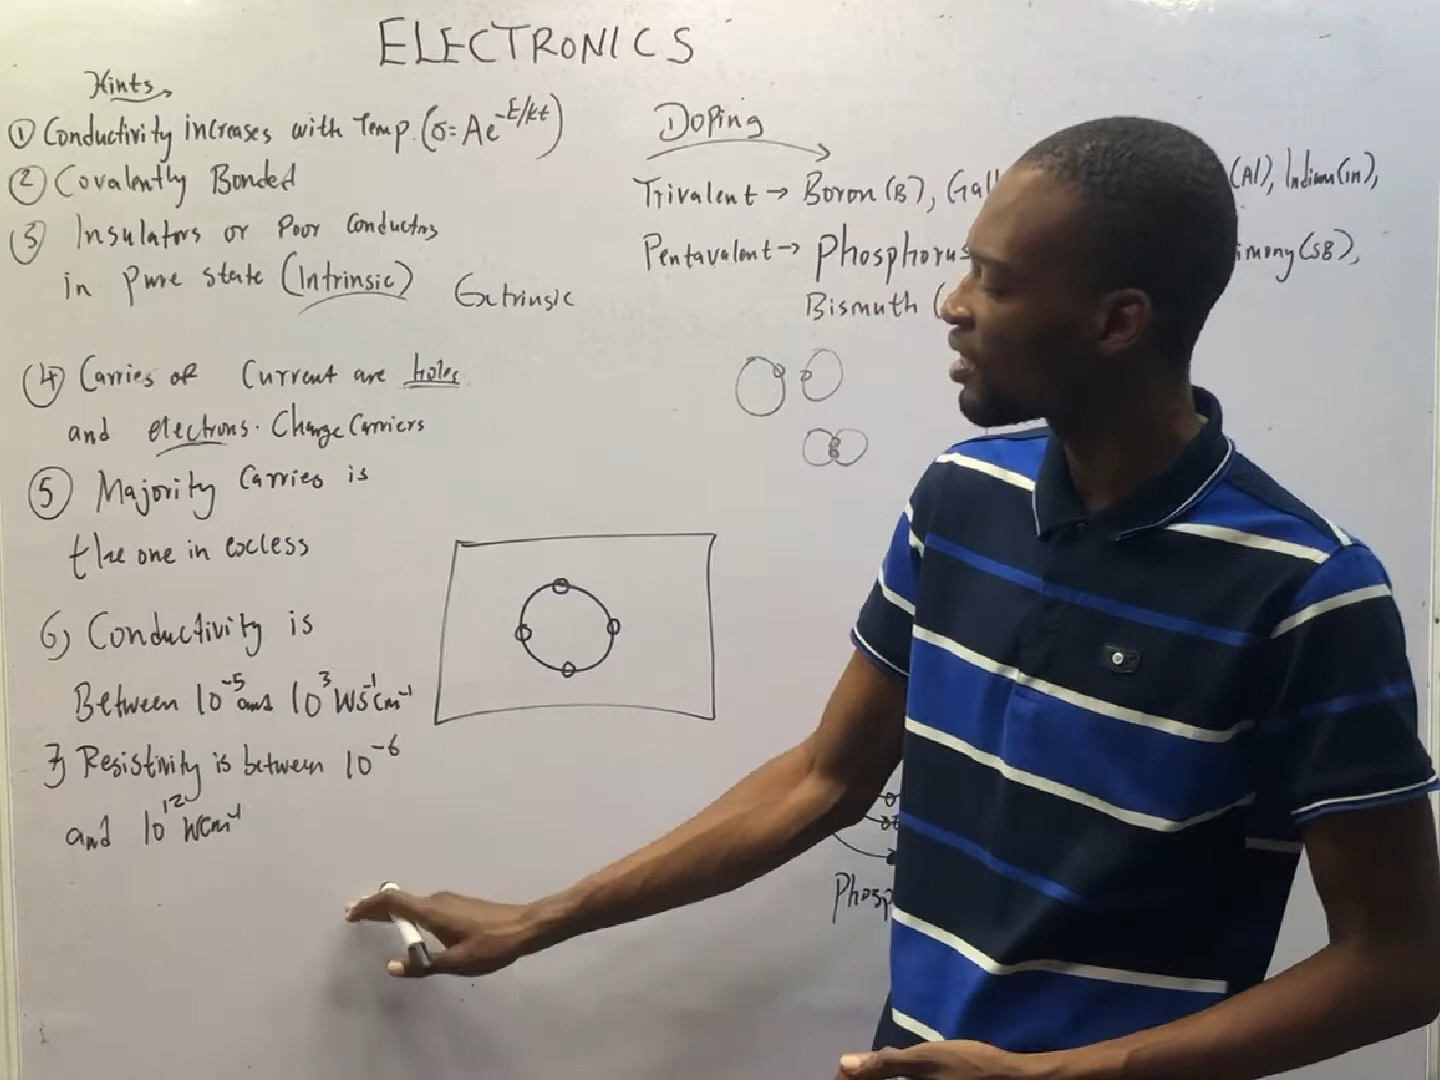 ELECTRONICS
Hints
① Conductivity increases with Temp. (σ=Ae^-E/kt)
② Covalently Bonded
③ Insulators or Poor Conductors
in Pure state (Intrinsic) Extrinsic
④ Carries of Current are holes
and electrons. Charge Carriers
⑤ Majority Carries is
the one in excess
6) Conductivity is
Between 10^-5 and 10^3 WS^-1 cm^-1
7) Resistivity is between 10^-6
and 10^12 Wcm^-1
Doping
Trivalent → Boron (B), Gall (Al), Indium (in),
Pentavalent → Phosphorus imony (SB),
Bismuth (
Phosp